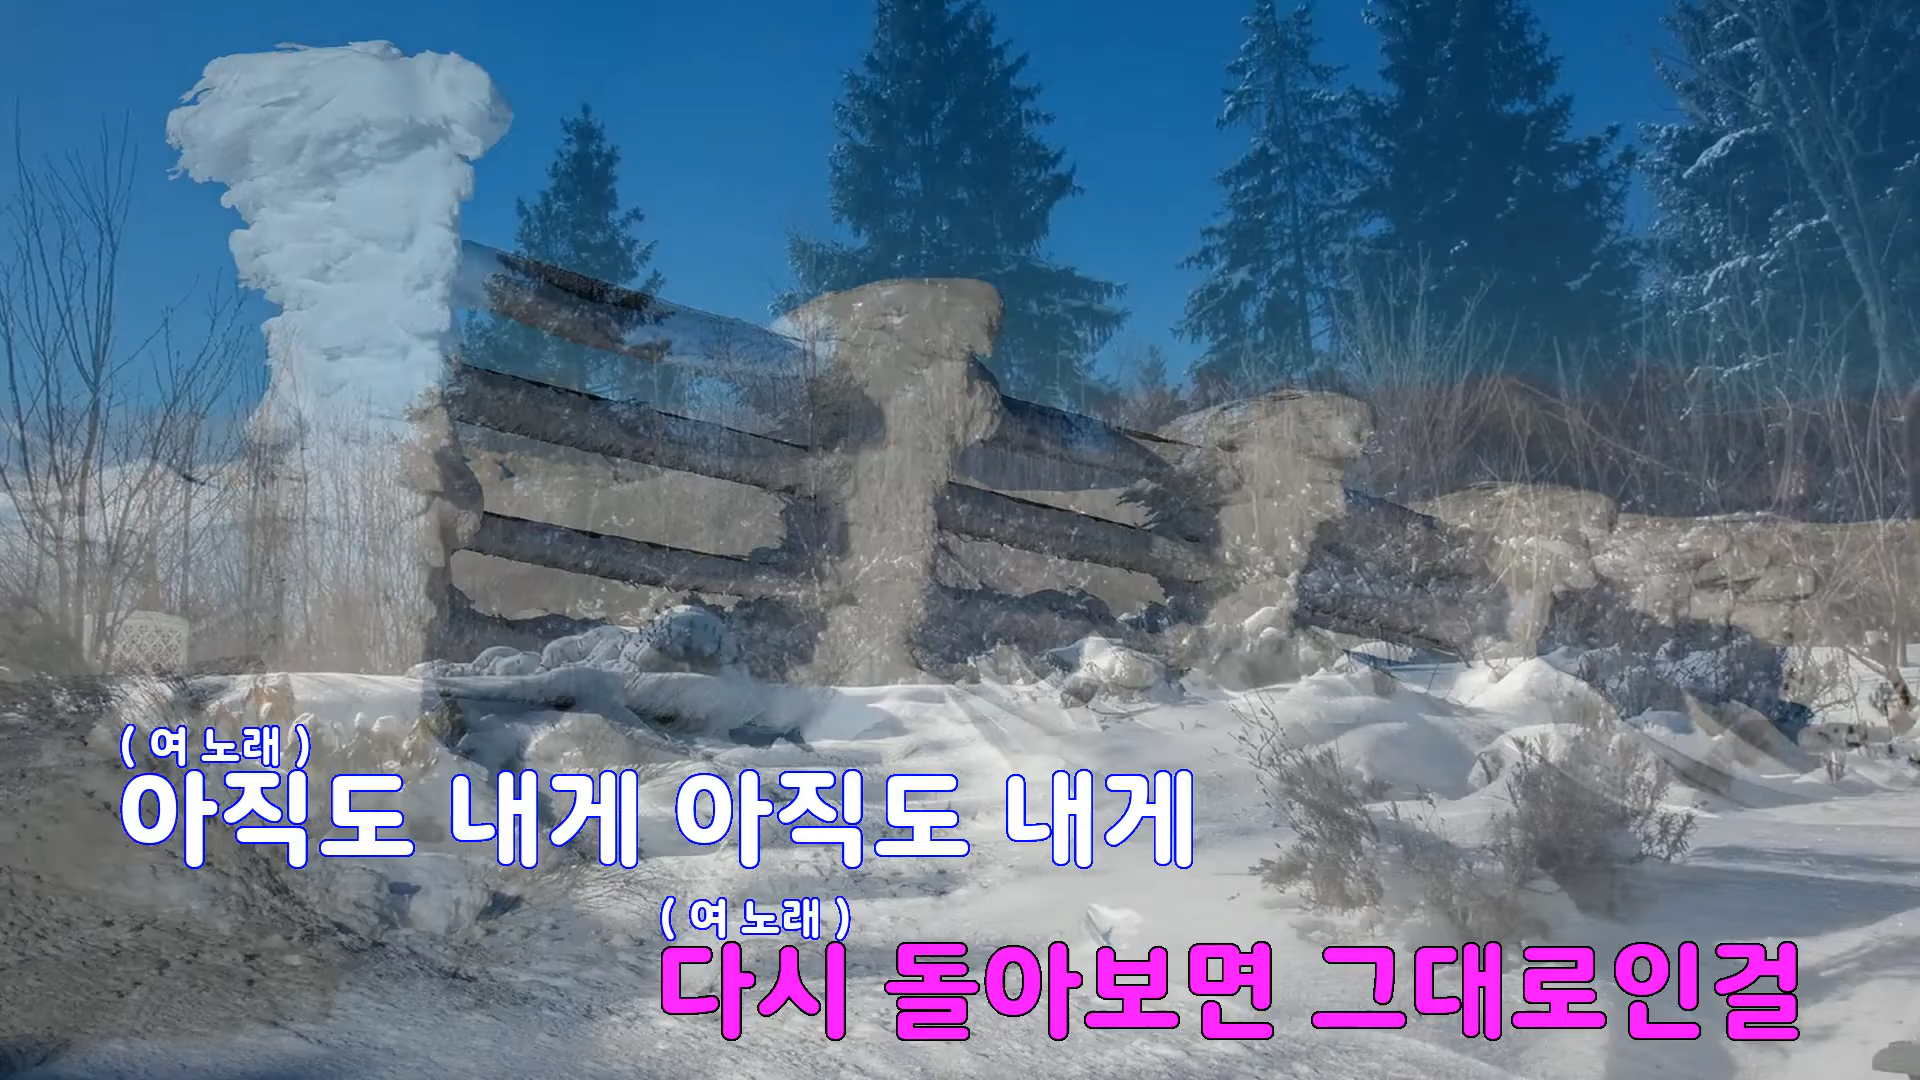 ( 여 노래 )
아직도 내게 아직도 내게
( 여 노래 )
다시 돌아보면 그대로인걸